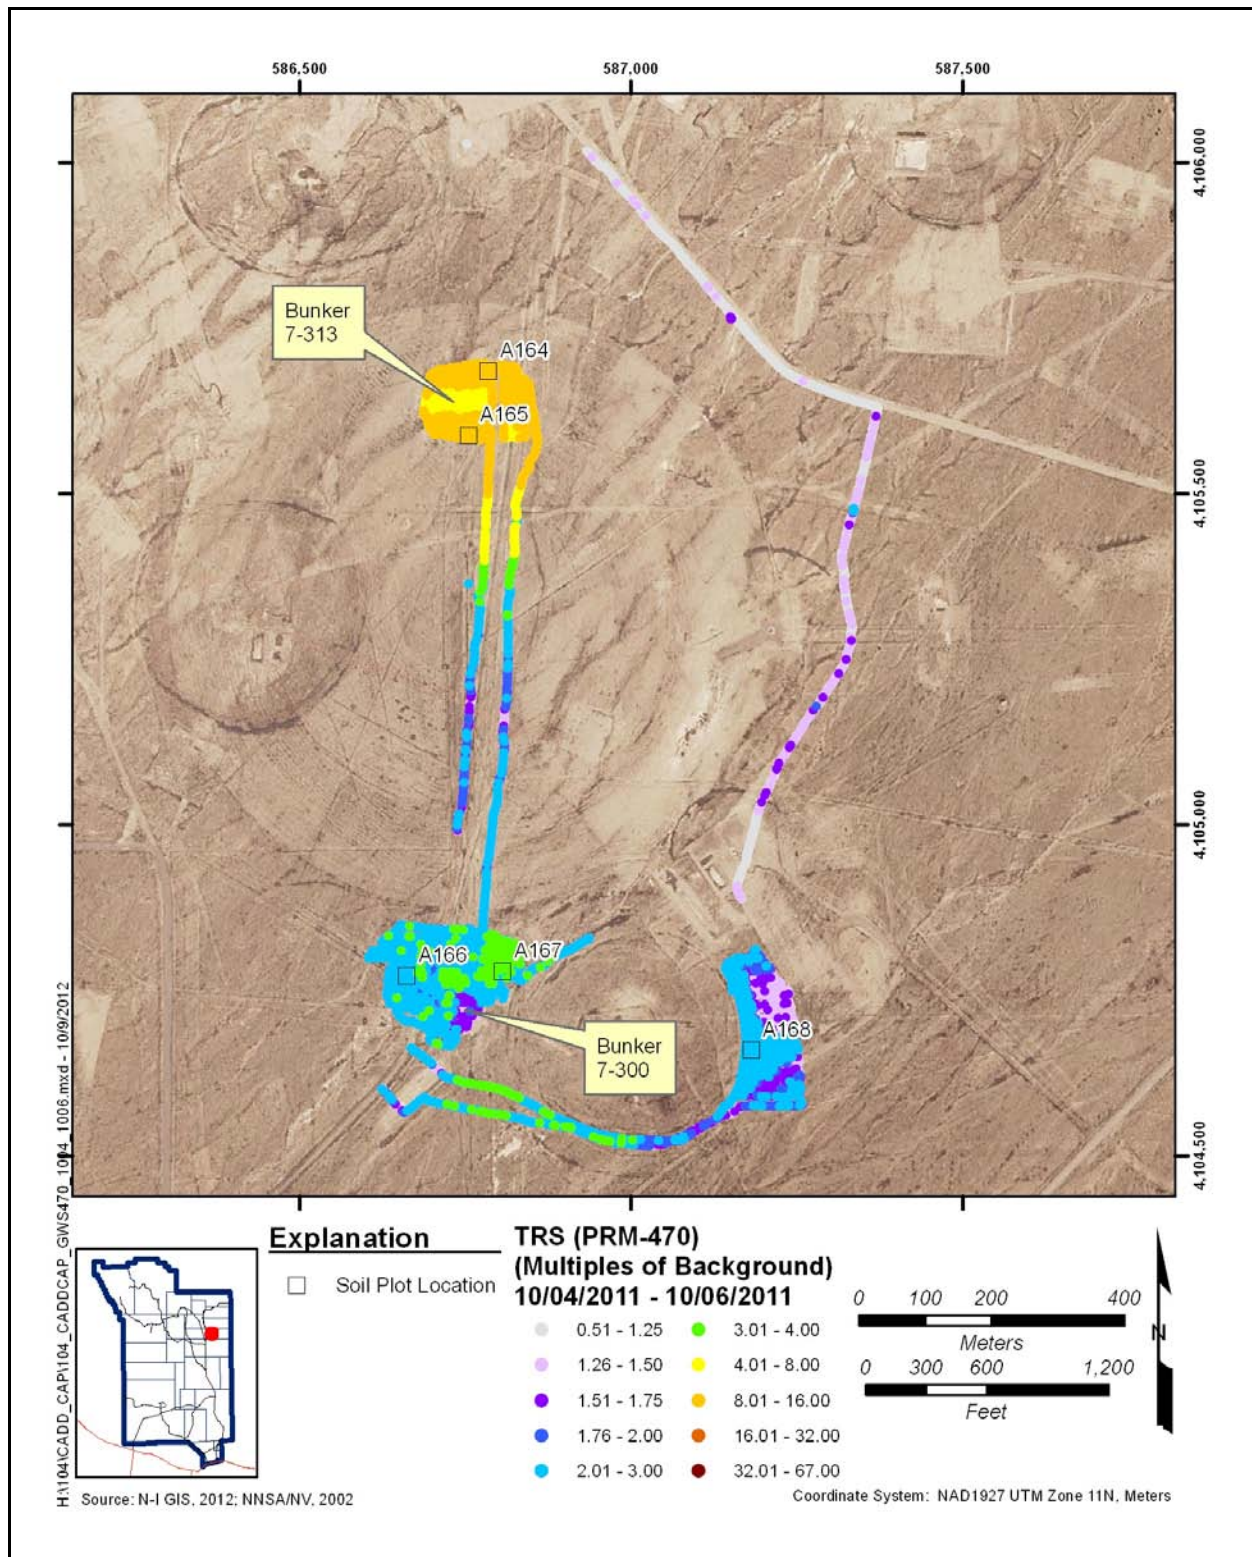 586,500
587,000
587,500
4,106,000
4,105,500
4,105,000
4,104,500
Bunker
7-313
A164
A165
A166
A167
A168
Bunker
7-300
H:\104\CADD_CAP\104_CADDCAP_GWS470_1004_1006.mxd - 10/9/2012
Explanation
Soil Plot Location
TRS (PRM-470)
(Multiples of Background)
10/04/2011 - 10/06/2011
0.51 - 1.25
1.26 - 1.50
1.51 - 1.75
1.76 - 2.00
2.01 - 3.00
3.01 - 4.00
4.01 - 8.00
8.01 - 16.00
16.01 - 32.00
32.01 - 67.00
0 100 200 400
Meters
0 300 600 1,200
Feet
N
Source: N-I GIS, 2012; NNSA/NV, 2002
Coordinate System: NAD1927 UTM Zone 11N, Meters